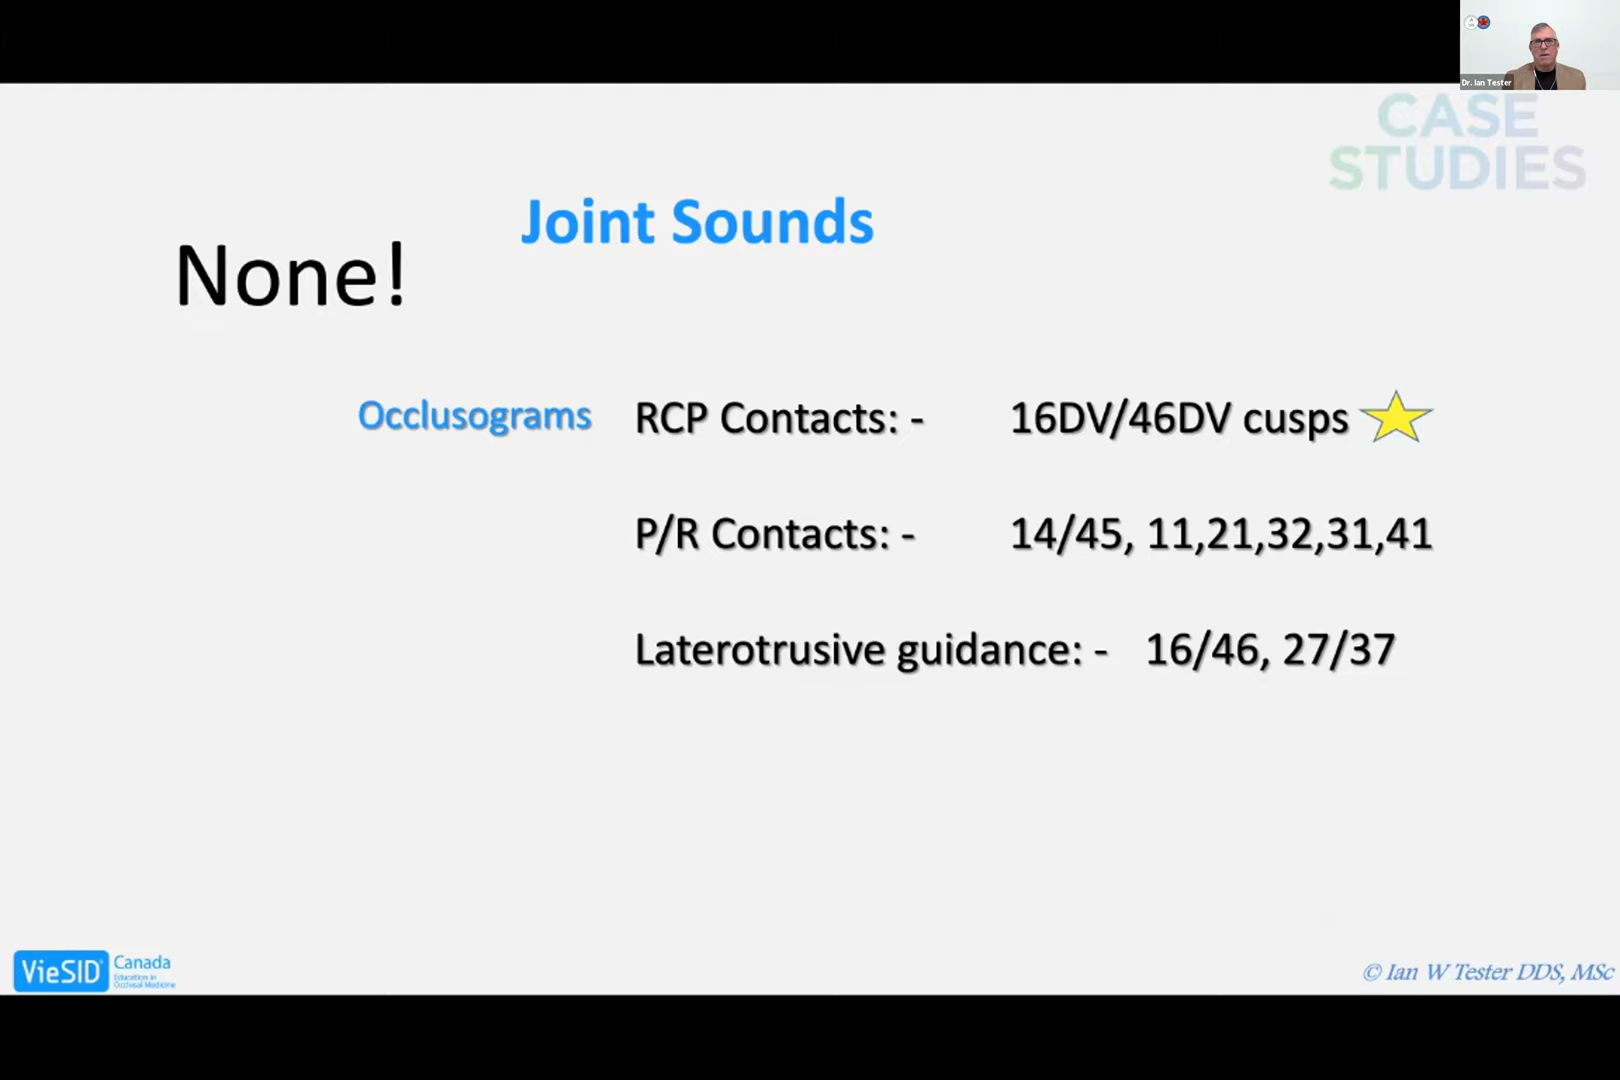 Dr. Ian Tester
CASE
STUDIES
Joint Sounds
None!
Occlusograms RCP Contacts: - 16DV/46DV cusps
P/R Contacts: - 14/45, 11,21,32,31,41
Laterotrusive guidance: - 16/46, 27/37
VieSID® Canada
Education in
Occlusal Medicine
© Ian W Tester DDS, MSc